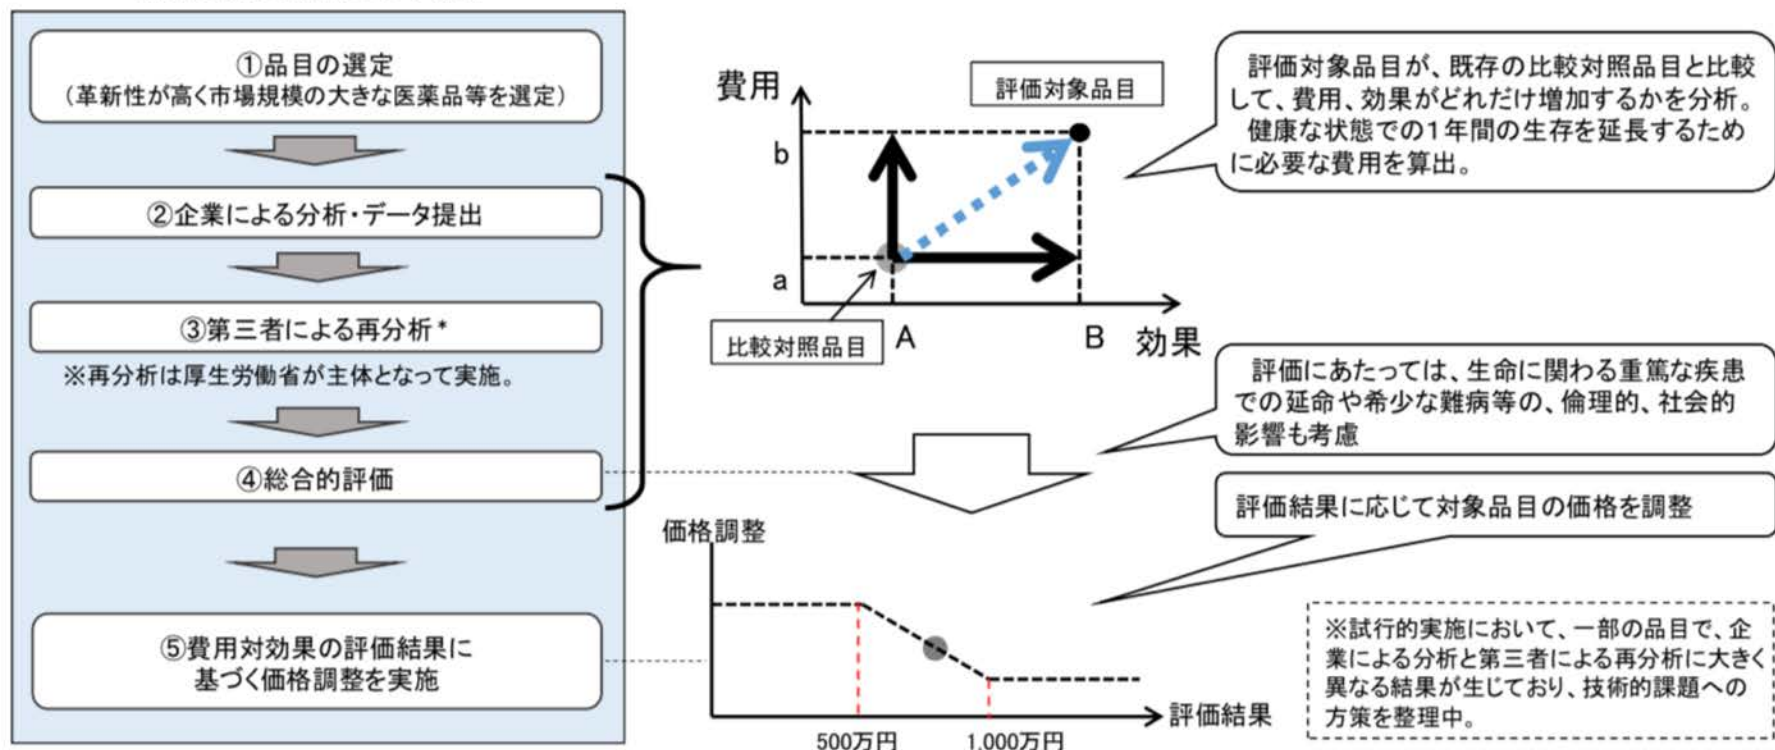 ①品目の選定
（革新性が高く市場規模の大きな医薬品等を選定）
②企業による分析・データ提出
③第三者による再分析*
※再分析は厚生労働省が主体となって実施。
④総合的評価
⑤費用対効果の評価結果に
基づく価格調整を実施
費用
評価対象品目
b
a
比較対照品目
A
B
効果
評価対象品目が、既存の比較対照品目と比較
して、費用、効果がどれだけ増加するかを分析。
健康な状態での１年間の生存を延長するため
に必要な費用を算出。
評価にあたっては、生命に関わる重篤な疾患
での延命や希少な難病等の、倫理的、社会的
影響も考慮
評価結果に応じて対象品目の価格を調整
価格調整
評価結果
500万円
1,000万円
※試行的実施において、一部の品目で、企
業による分析と第三者による再分析に大きく
異なる結果が生じており、技術的課題への
方策を整理中。